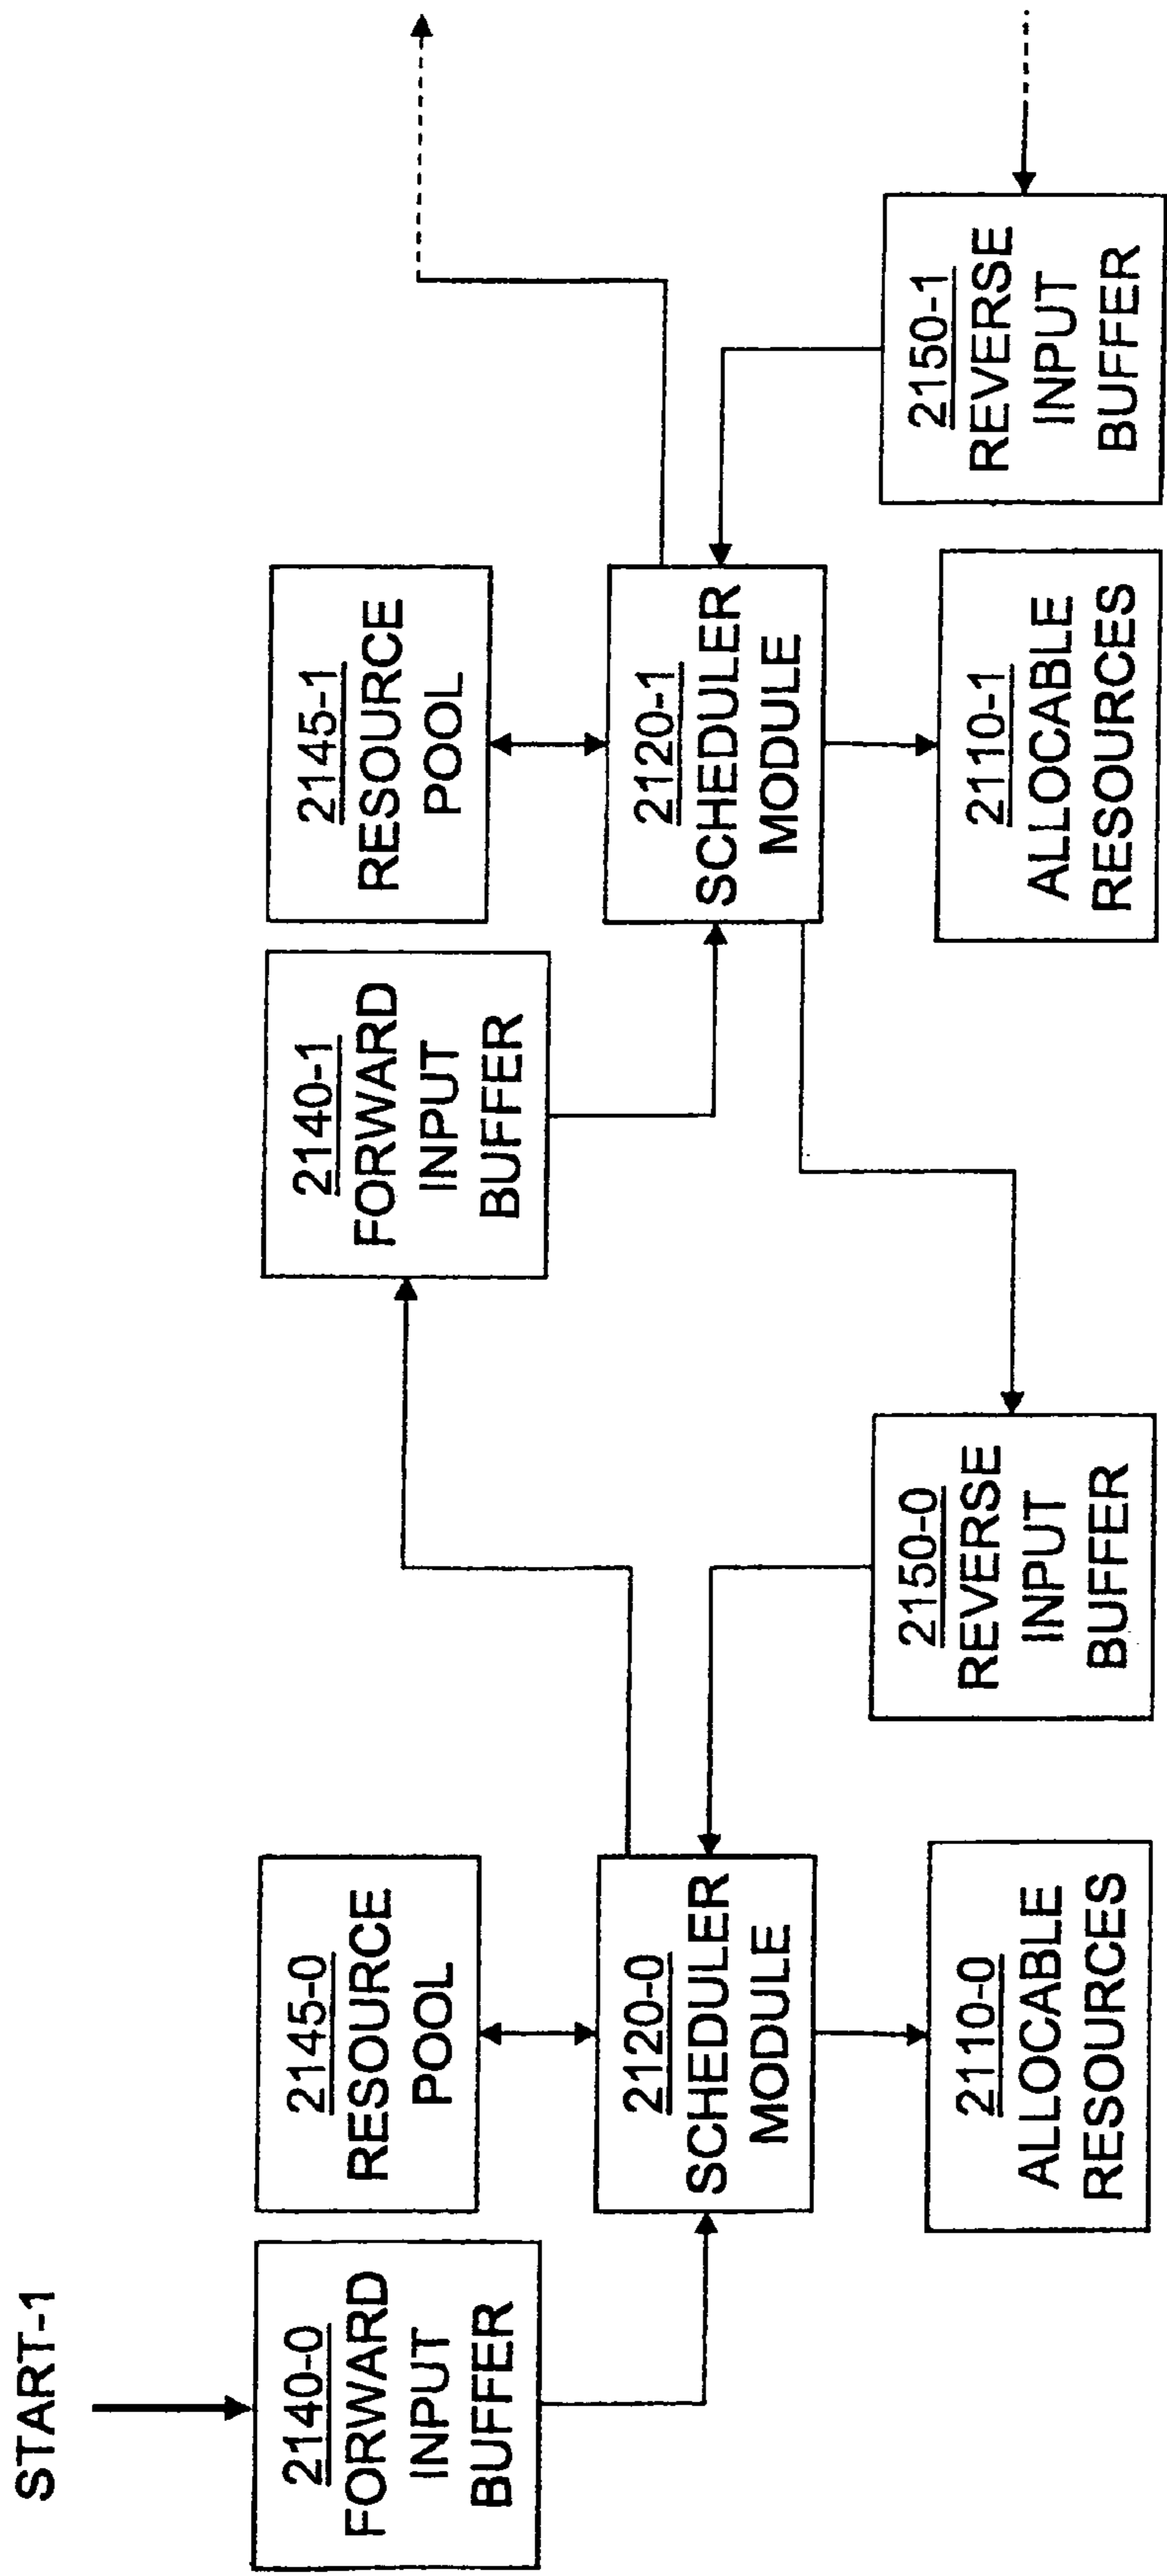 START-1
2140-0
FORWARD
INPUT
BUFFER
2145-0
RESOURCE
POOL
2120-0
SCHEDULER
MODULE
2110-0
ALLOCABLE
RESOURCES
2150-0
REVERSE
INPUT
BUFFER
2140-1
FORWARD
INPUT
BUFFER
2145-1
RESOURCE
POOL
2120-1
SCHEDULER
MODULE
2110-1
ALLOCABLE
RESOURCES
2150-1
REVERSE
INPUT
BUFFER